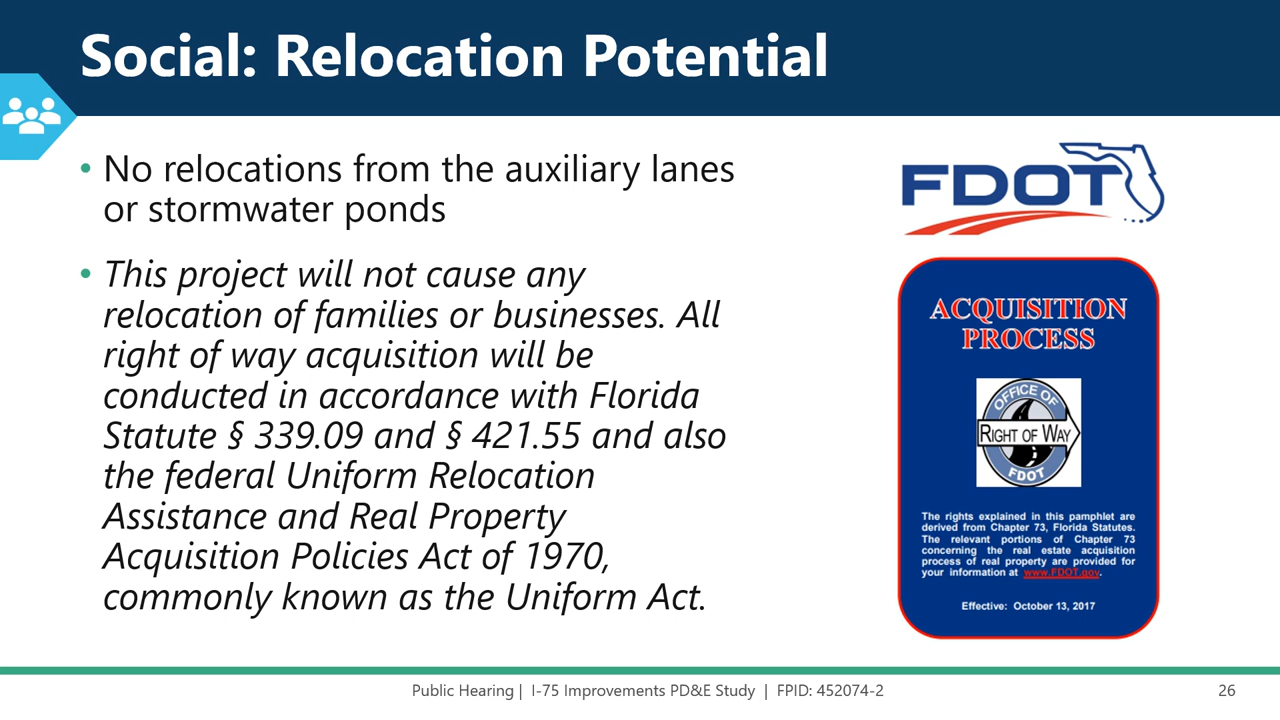 Social: Relocation Potential
• No relocations from the auxiliary lanes
or stormwater ponds
• This project will not cause any
relocation of families or businesses. All
right of way acquisition will be
conducted in accordance with Florida
Statute § 339.09 and § 421.55 and also
the federal Uniform Relocation
Assistance and Real Property
Acquisition Policies Act of 1970,
commonly known as the Uniform Act.
FDOT
ACQUISITION
PROCESS
OFFICE OF
RIGHT OF WAY
FDOT
The rights explained in this pamphlet are
derived from Chapter 73, Florida Statutes.
The relevant portions of Chapter 73
concerning the real estate acquisition
process of real property are provided for
your information at www.FDOT.gov.
Effective: October 13, 2017
Public Hearing | I-75 Improvements PD&E Study | FPID: 452074-2
26